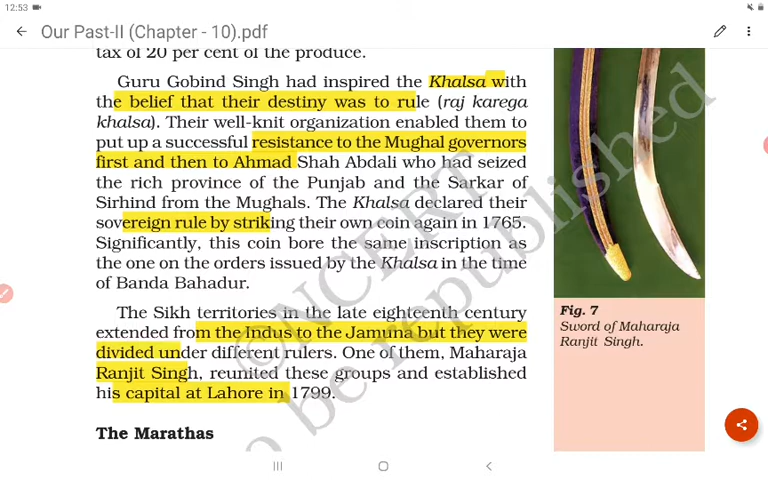 12:53
Our Past-II (Chapter - 10).pdf
tax of 20 per cent of the produce.
Guru Gobind Singh had inspired the Khalsa with
the belief that their destiny was to rule (raj karega
khalsa). Their well-knit organization enabled them to
put up a successful resistance to the Mughal governors
first and then to Ahmad Shah Abdali who had seized
the rich province of the Punjab and the Sarkar of
Sirhind from the Mughals. The Khalsa declared their
sovereign rule by striking their own coin again in 1765.
Significantly, this coin bore the same inscription as
the one on the orders issued by the Khalsa in the time
of Banda Bahadur.
The Sikh territories in the late eighteenth century
extended from the Indus to the Jamuna but they were
divided under different rulers. One of them, Maharaja
Ranjit Singh, reunited these groups and established
his capital at Lahore in 1799.
The Marathas
Fig. 7
Sword of Maharaja
Ranjit Singh.
©NCERT
o be republished